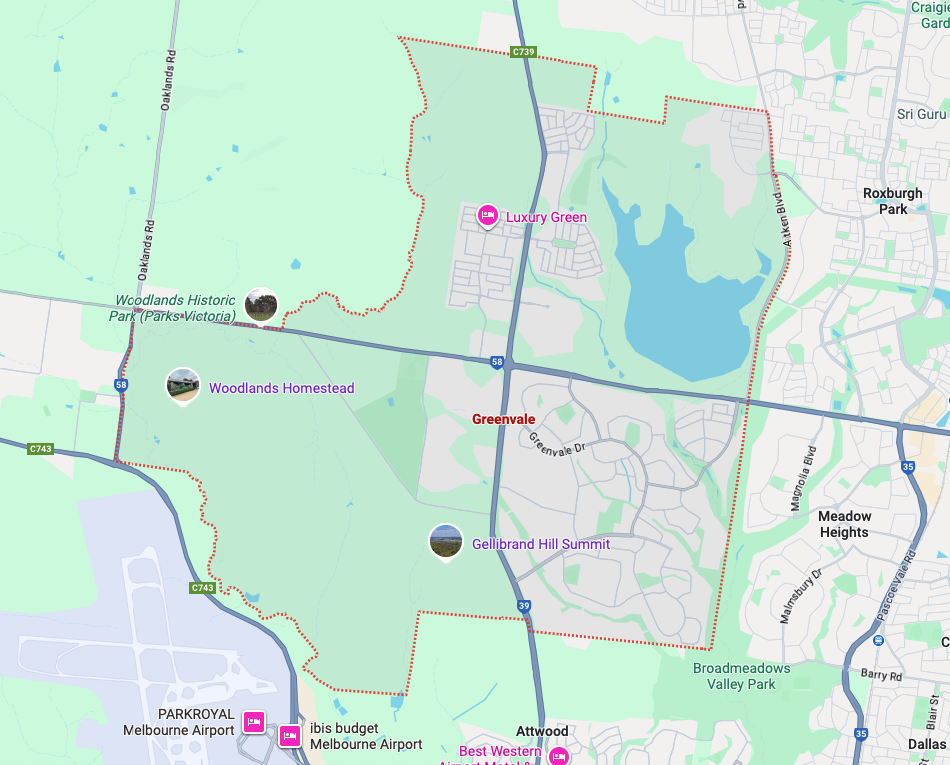 Craigie
Gard
C739
Oaklands Rd
Sri Guru
Roxburgh
Park
Aitken Blvd
Luxury Green
Oaklands Rd
Woodlands Historic
Park (Parks Victoria)
58
58
Woodlands Homestead
Greenvale
Greenvale Dr
C743
35
Magnolia Blvd
Meadow
Heights
Gellibrand Hill Summit
Pascoe Vale Rd
C743
39
Malmsbury Dr
Broadmeadows
Valley Park
Barry Rd
Blair St
PARKROYAL
Melbourne Airport
ibis budget
Melbourne Airport
Attwood
35
Dallas
Best Western
Airport Motel &